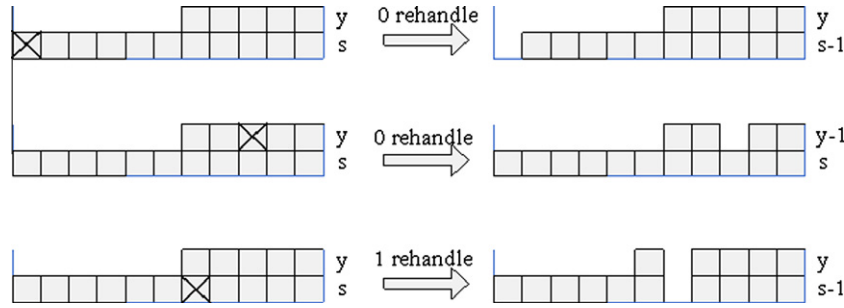 y 0 rehandle y
s s-1
y 0 rehandle y-1
s s
y 1 rehandle y
s s-1